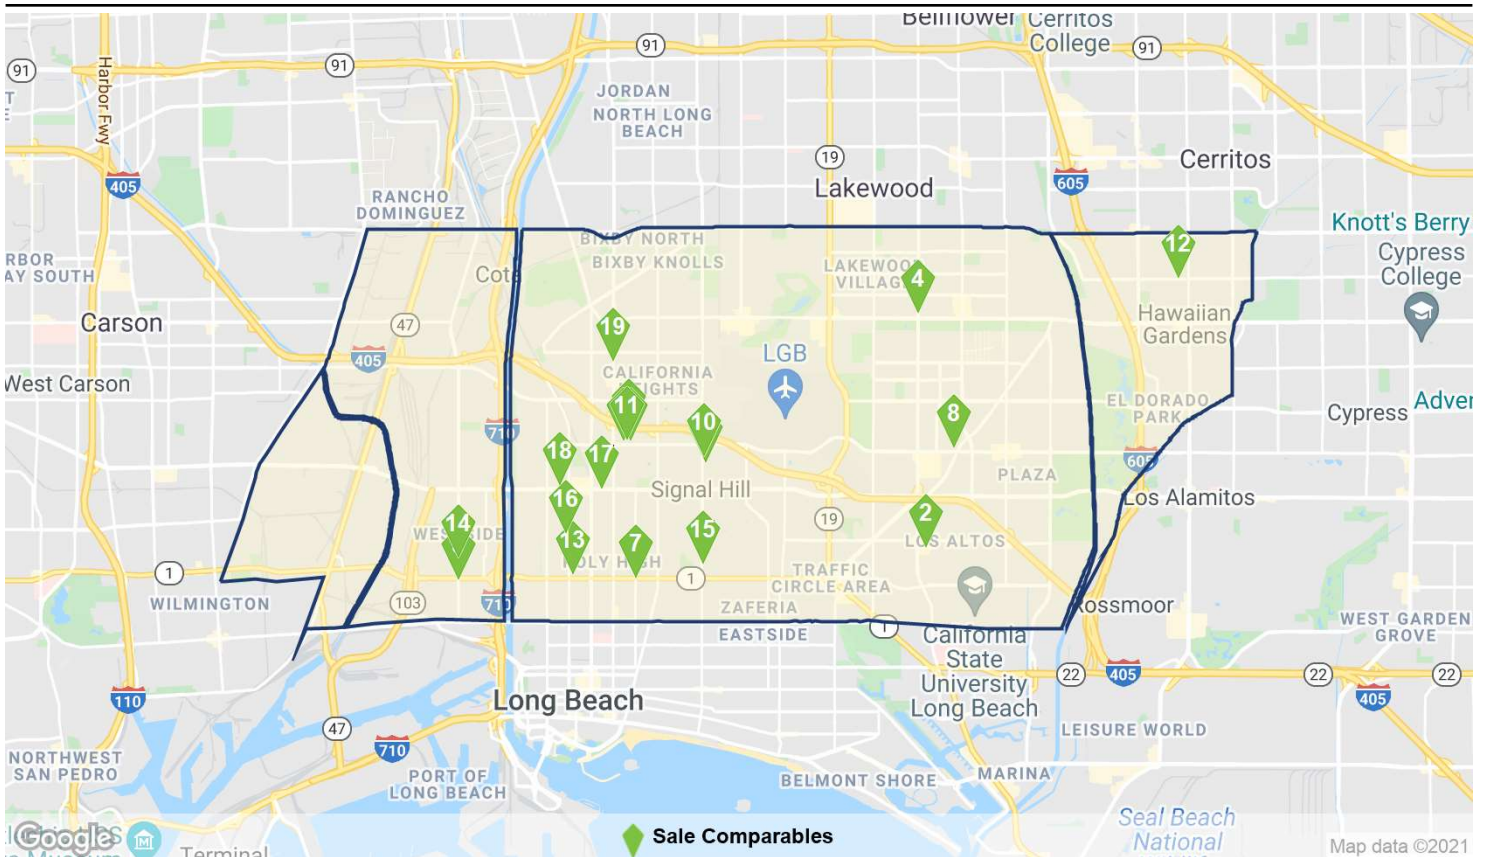 Bellflower
Cerritos
College
91
91
91
91
Harbor Fwy
JORDAN
NORTH LONG
BEACH
19
Cerritos
405
605
Lakewood
RANCHO
DOMINGUEZ
Knott's Berry
BIXBY NORTH
BIXBY KNOLLS
12
Cypress
College
RBOR
AY SOUTH
LAKEWOOD
VILLAGE
4
Carson
47
19
Hawaiian
Gardens
405
LGB
CALIFORNIA
HEIGHTS
West Carson
11
EL DORADO
PARK
Cypress
Adver
710
10
8
18
17
605
PLAZA
16
Signal Hill
Los Alamitos
14
WESTSIDE
13
HOLY HIGH
7
15
19
2
LOS ALTOS
1
1
TRAFFIC
CIRCLE AREA
WILMINGTON
103
710
ZAFERIA
EASTSIDE
1
Rossmoor
WEST GARDEN
GROVE
California
State
University
Long Beach
22
405
22
22
110
Long Beach
405
47
710
LEISURE WORLD
NORTHWEST
SAN PEDRO
PORT OF
LONG BEACH
BELMONT SHORE
MARINA
Seal Beach
National
Google
Terminal
Sale Comparables
Map data ©2021